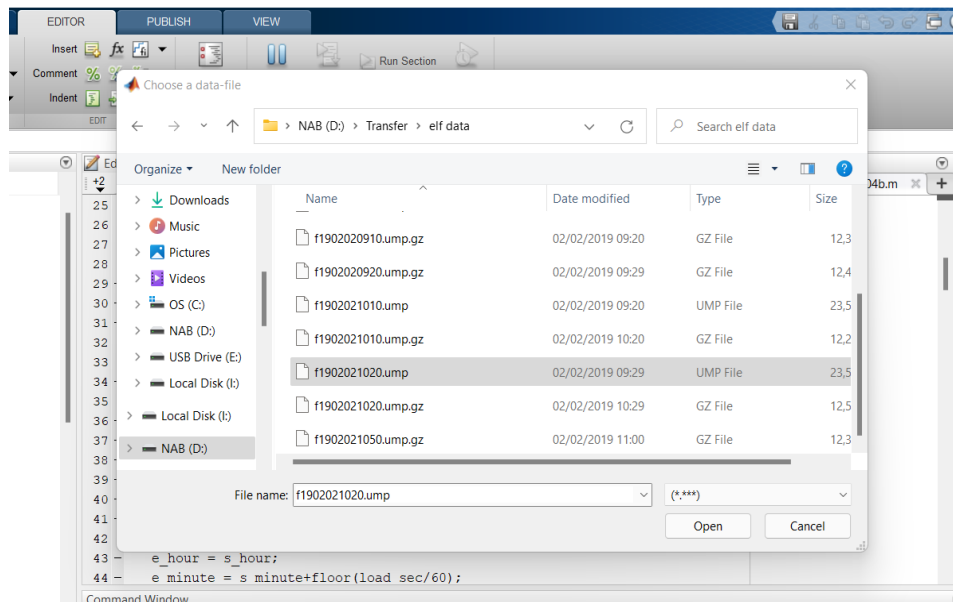 EDITOR PUBLISH VIEW
Insert fx
Comment %
Run Section
Indent
EDIT
Choose a data-file
NAB (D:) > Transfer > elf data
Search elf data
Organize New folder
Ed
04b.m
+2
Name Date modified Type Size
Downloads
Music
Pictures
Videos
OS (C:)
NAB (D:)
USB Drive (E:)
Local Disk (I:)
Local Disk (I:)
NAB (D:)
f1902020910.ump.gz 02/02/2019 09:20 GZ File 12,3
f1902020920.ump.gz 02/02/2019 09:29 GZ File 12,4
f1902021010.ump 02/02/2019 09:20 UMP File 23,5
f1902021010.ump.gz 02/02/2019 10:20 GZ File 12,2
f1902021020.ump 02/02/2019 09:29 UMP File 23,5
f1902021020.ump.gz 02/02/2019 10:29 GZ File 12,5
f1902021050.ump.gz 02/02/2019 11:00 GZ File 12,3
File name: f1902021020.ump (*.***)
Open Cancel
25
26
27
28
29 -
30 -
31 -
32
33
34 -
35
36 -
37 -
38
39 -
40 -
41 -
42
43 - e_hour = s_hour;
44 - e_minute = s_minute+floor(load_sec/60);
Command Window